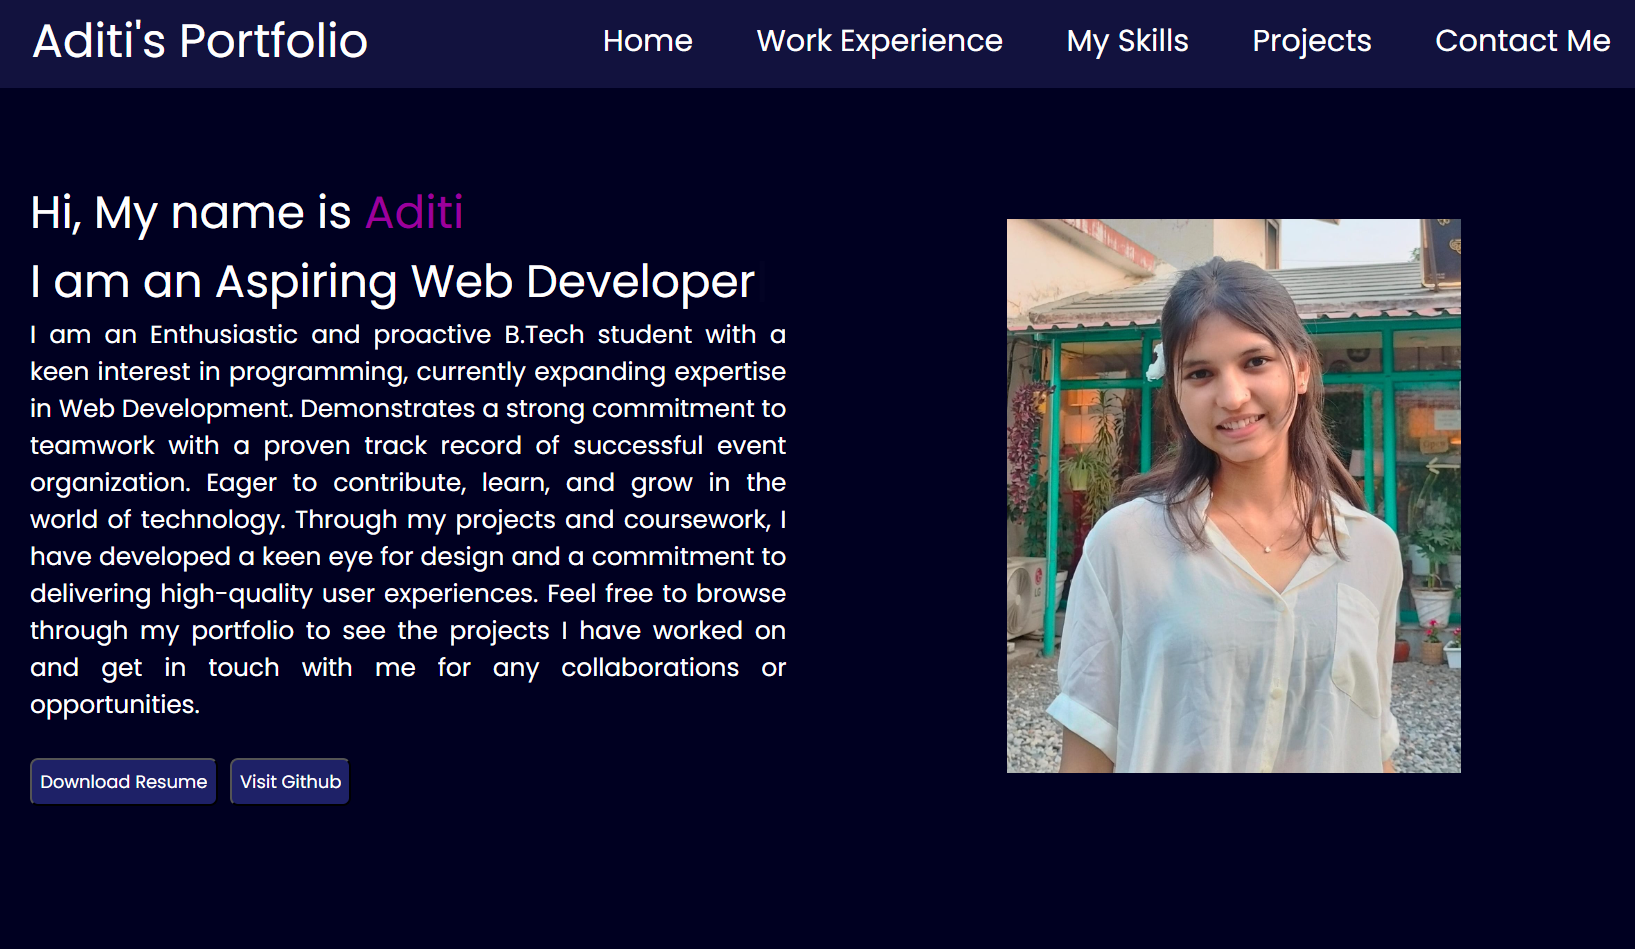 Aditi's Portfolio
Home Work Experience My Skills Projects Contact Me
Hi, My name is Aditi
I am an Aspiring Web Developer
I am an Enthusiastic and proactive B.Tech student with a
keen interest in programming, currently expanding expertise
in Web Development. Demonstrates a strong commitment to
teamwork with a proven track record of successful event
organization. Eager to contribute, learn, and grow in the
world of technology. Through my projects and coursework, I
have developed a keen eye for design and a commitment to
delivering high-quality user experiences. Feel free to browse
through my portfolio to see the projects I have worked on
and get in touch with me for any collaborations or
opportunities.
Download Resume Visit Github